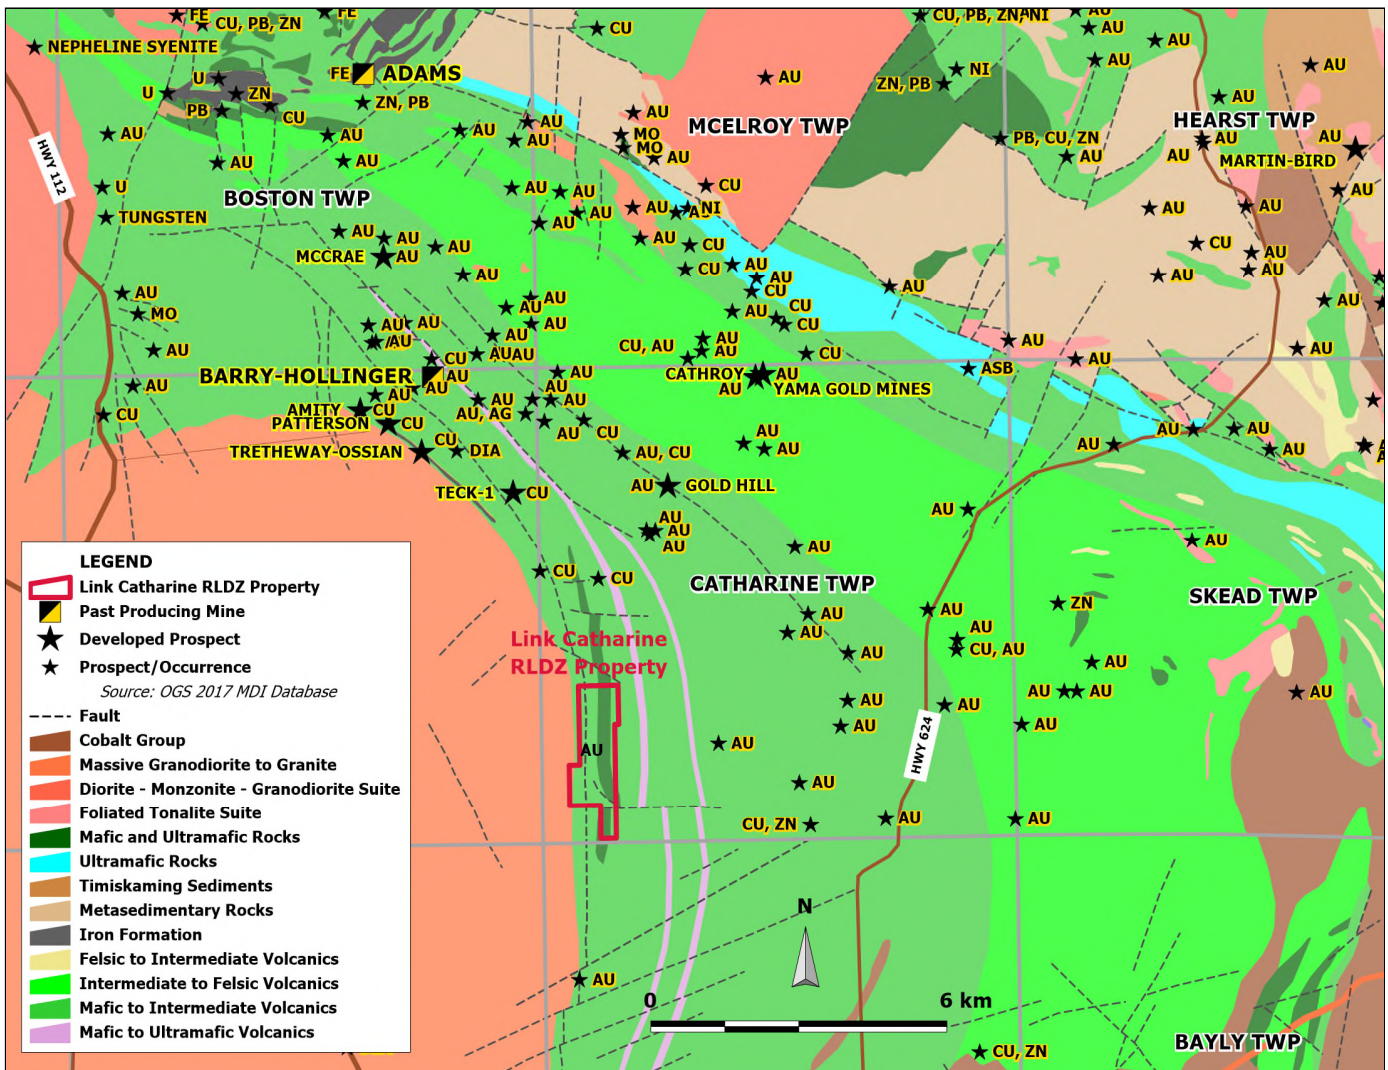 FE
CU, PB, ZN
FE
CU
CU, PB, ZN
NI
AU
AU
AU
NEPHELINE SYENITE
FE
ADAMS
AU
AU
NI
ZN, PB
AU
U
U
ZN
PB
CU
ZN, PB
AU
MCELROY TWP
HEARST TWP
AU
AU
AU
AU
AU
AU
AU
MO
MO
AU
PB, CU, ZN
AU
AU
AU
AU
MARTIN-BIRD
HWY 112
AU
AU
U
BOSTON TWP
AU
AU
CU
AU
TUNGSTEN
AU
AU
NI
AU
AU
AU
AU
AU
AU
AU
CU
CU
AU
MCCRAE
AU
AU
CU
AU
AU
AU
AU
CU
AU
AU
AU
AU
AU
CU
AU
CU
AU
MO
AU
AU
AU
AU
AU
CU
AU
CU, AU
AU
CU
AU
AU
CU
AU
AU
AU
BARRY-HOLLINGER
AU
AU
CATHROY
AU
AU
YAMA GOLD MINES
ASB
AU
AU
AU
AU
CU
AMITY
CU
AU
AU, AG
AU
PATTERSON
CU
AU
CU
AU
AU
AU
AU
AU
CU
TRETHEWAY-OSSIAN
DIA
AU, CU
AU
TECK-1
CU
AU
GOLD HILL
AU
AU
AU
AU
AU
AU
CU
CU
CATHARINE TWP
SKEAD TWP
ZN
AU
AU
AU
AU
CU, AU
AU
AU
Link Catharine
RLDZ Property
AU
AU
AU
AU
AU
AU
AU
AU
AU
AU
HWY 624
AU
CU, ZN
AU
AU
N
AU
0
6 km
BAYLY TWP
CU, ZN
LEGEND
Link Catharine RLDZ Property
Past Producing Mine
Developed Prospect
Prospect/Occurrence
Source: OGS 2017 MDI Database
Fault
Cobalt Group
Massive Granodiorite to Granite
Diorite - Monzonite - Granodiorite Suite
Foliated Tonalite Suite
Mafic and Ultramafic Rocks
Ultramafic Rocks
Timiskaming Sediments
Metasedimentary Rocks
Iron Formation
Felsic to Intermediate Volcanics
Intermediate to Felsic Volcanics
Mafic to Intermediate Volcanics
Mafic to Ultramafic Volcanics